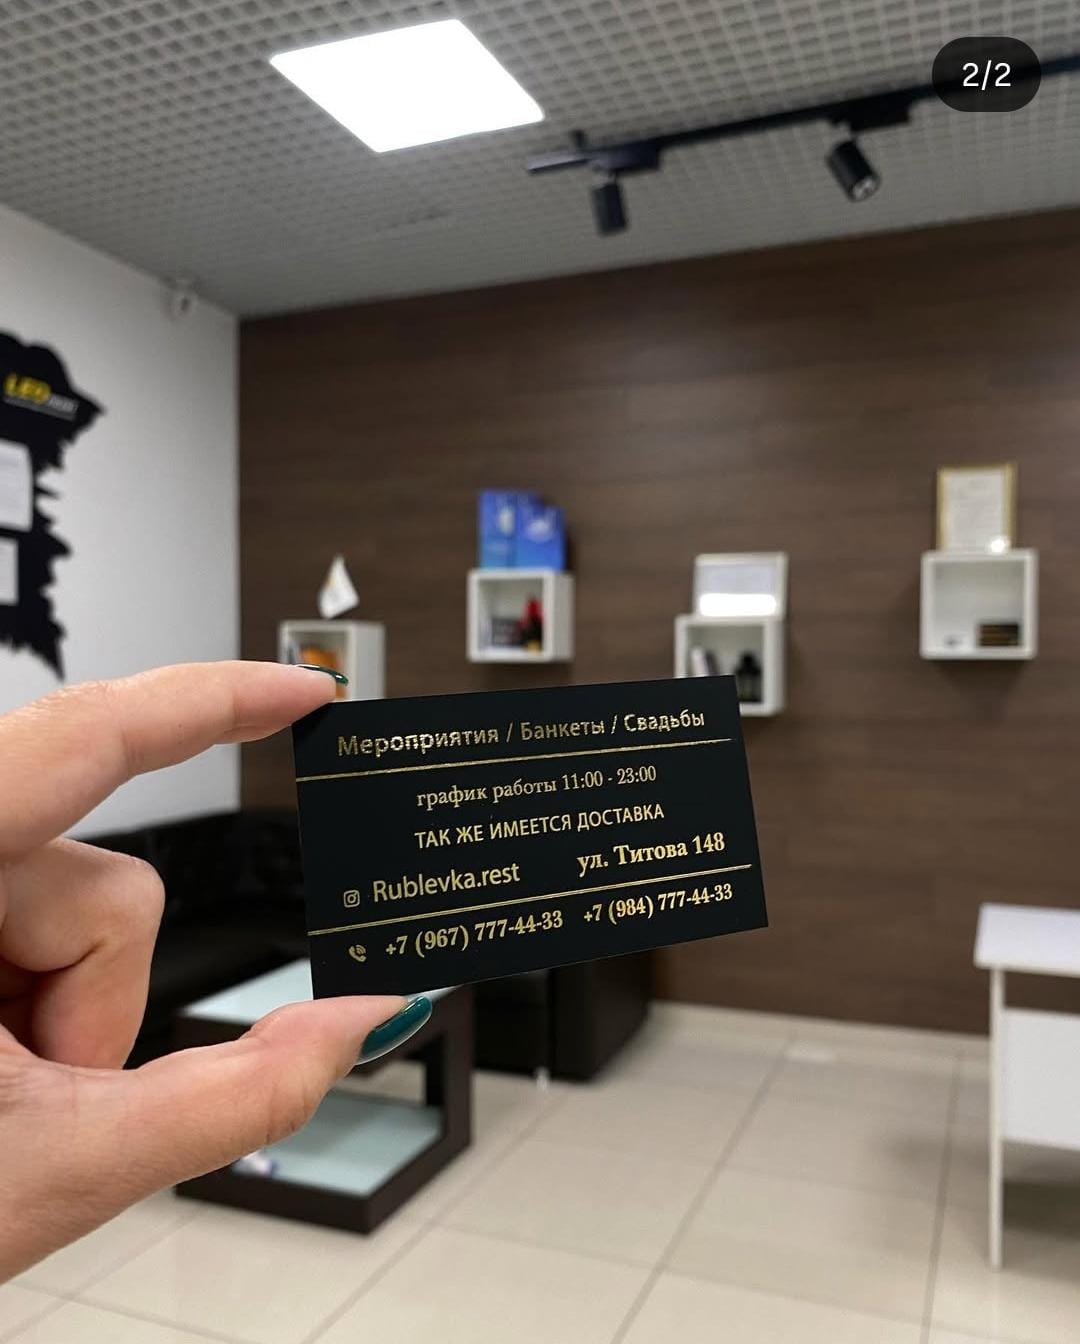 2/2
LED
Мероприятия / Банкеты / Свадьбы
график работы 11:00 - 23:00
ТАК ЖЕ ИМЕЕТСЯ ДОСТАВКА
Rublevka.rest ул. Титова 148
+7 (967) 777-44-33 +7 (984) 777-44-33